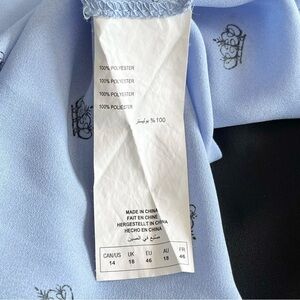 100% POLYESTER
100% POLYESTER
100% POLYESTER
100% POLIÉSTER
100% بوليستر
MADE IN CHINA
FAIT EN CHINE
HERGESTELLT IN CHINA
HECHO EN CHINA
صنع في الصين
CAN/US UK EU AU FR
14 18 46 18 46